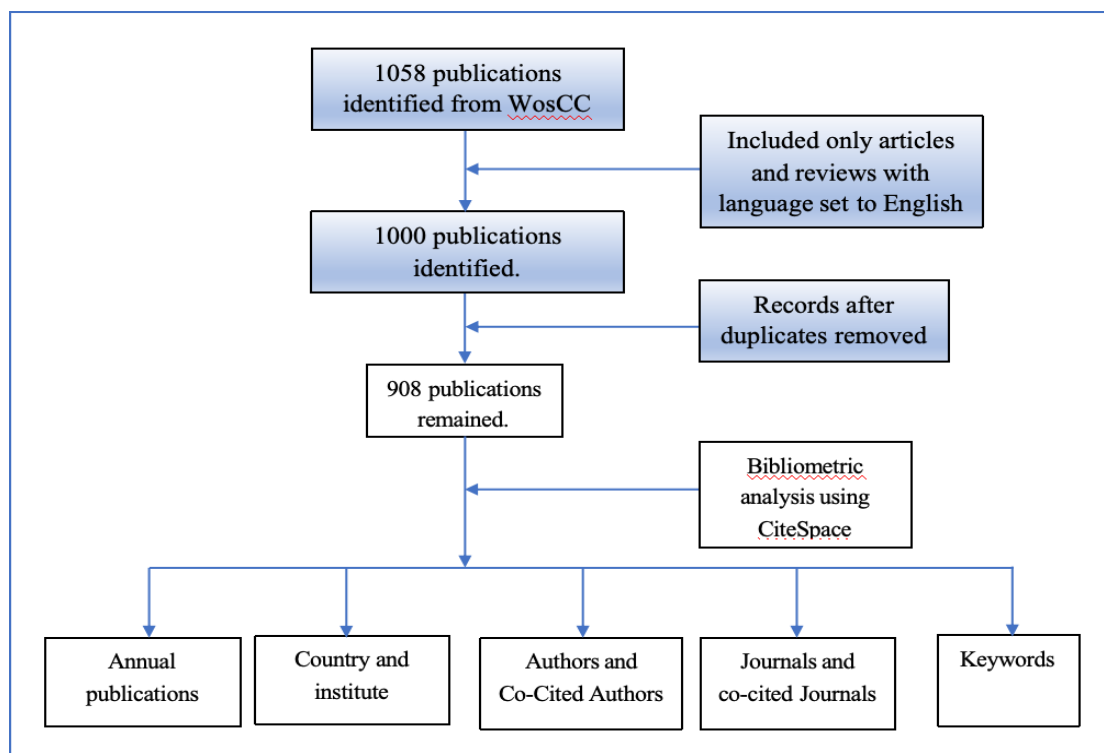 1058 publications
identified from WosCC
Included only articles
and reviews with
language set to English
1000 publications
identified.
Records after
duplicates removed
908 publications
remained.
Bibliometric
analysis using
CiteSpace
Annual
publications
Country and
institute
Authors and
Co-Cited Authors
Journals and
co-cited Journals
Keywords